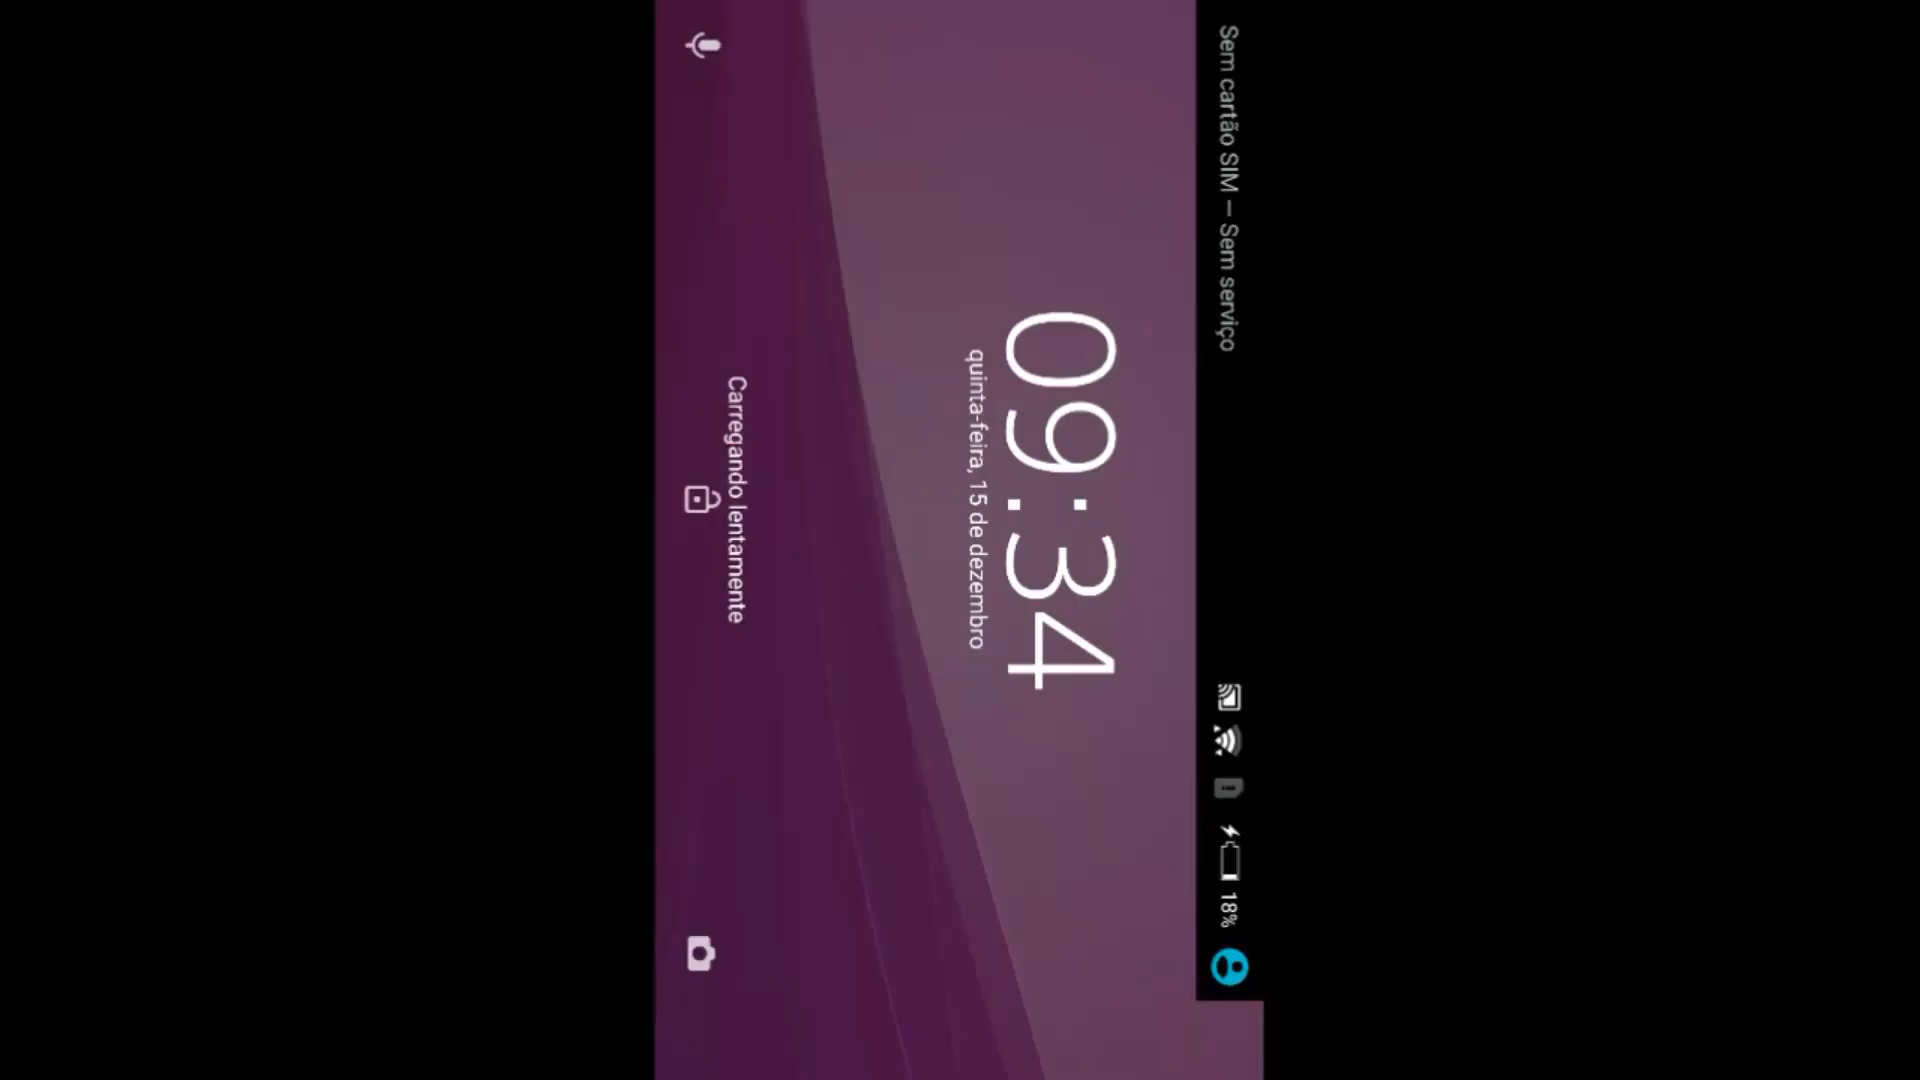 Sem cartão SIM — Sem serviço
18%
09:34
quinta-feira, 15 de dezembro
Carregando lentamente